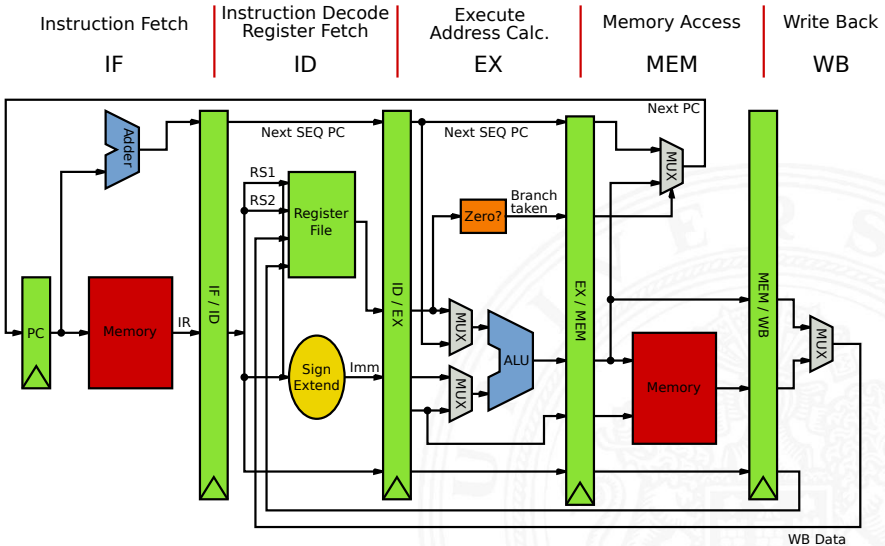 Instruction Fetch
IF
Instruction Decode
Register Fetch
ID
Execute
Address Calc.
EX
Memory Access
MEM
Write Back
WB
Next PC
Adder
Next SEQ PC
Next SEQ PC
MUX
RS1
RS2
Register
File
Branch
taken
Zero?
IF / ID
ID / EX
EX / MEM
MEM / WB
PC
Memory
IR
MUX
ALU
MUX
MUX
Sign
Extend
Imm
Memory
WB Data
UNIVERS